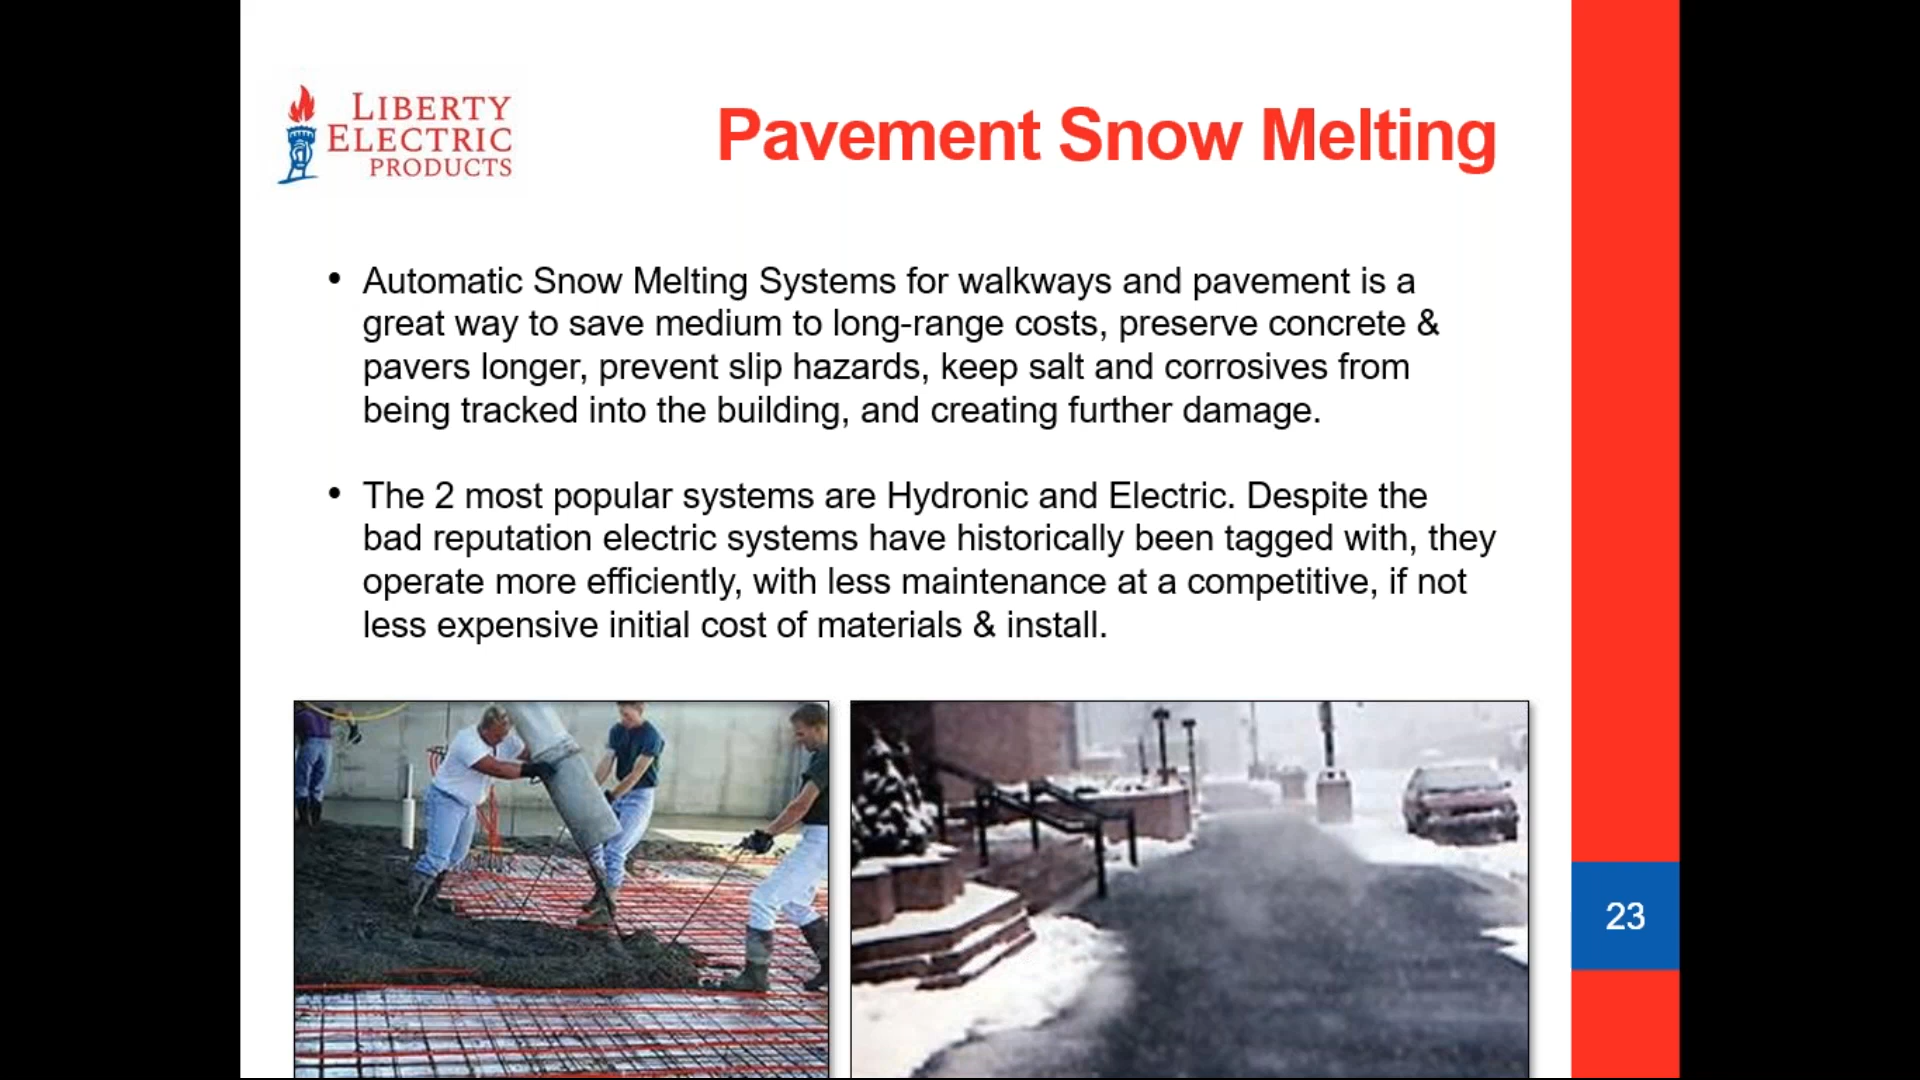 LIBERTY
ELECTRIC
PRODUCTS
Pavement Snow Melting
• Automatic Snow Melting Systems for walkways and pavement is a
great way to save medium to long-range costs, preserve concrete &
pavers longer, prevent slip hazards, keep salt and corrosives from
being tracked into the building, and creating further damage.
• The 2 most popular systems are Hydronic and Electric. Despite the
bad reputation electric systems have historically been tagged with, they
operate more efficiently, with less maintenance at a competitive, if not
less expensive initial cost of materials & install.
23